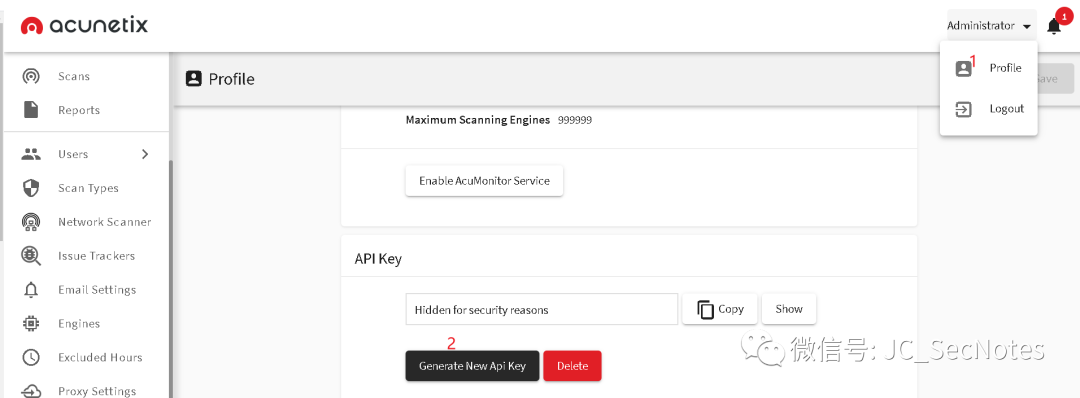 acunetix
Administrator
1
1 Profile
Logout
Scans
Reports
Users
Scan Types
Network Scanner
Issue Trackers
Email Settings
Engines
Excluded Hours
Proxy Settings
Profile
Save
Maximum Scanning Engines 999999
Enable AcuMonitor Service
API Key
Hidden for security reasons
Copy
Show
2
Generate New Api Key
Delete
微信号: JC_SecNotes